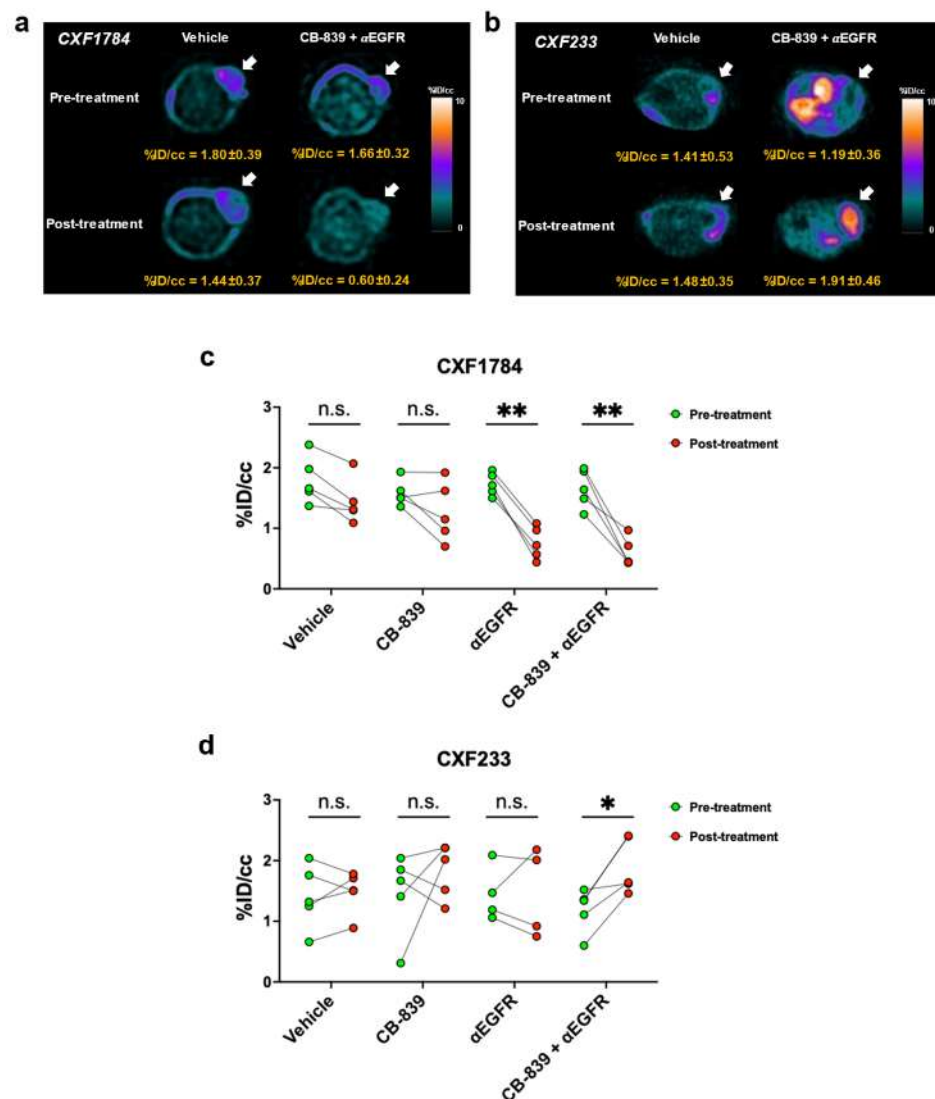 a
CXF1784
Vehicle
CB-839 + αEGFR
Pre-treatment
%ID/cc
10
0
%ID/cc = 1.80±0.39
%ID/cc = 1.66±0.32
Post-treatment
%ID/cc = 1.44±0.37
%ID/cc = 0.60±0.24
b
CXF233
Vehicle
CB-839 + αEGFR
Pre-treatment
%ID/cc
10
0
%ID/cc = 1.41±0.53
%ID/cc = 1.19±0.36
Post-treatment
%ID/cc = 1.48±0.35
%ID/cc = 1.91±0.46
c
CXF1784
n.s. n.s. ** **
Pre-treatment
Post-treatment
%ID/cc
3
2
1
0
Vehicle
CB-839
αEGFR
CB-839 + αEGFR
d
CXF233
n.s. n.s. n.s. *
Pre-treatment
Post-treatment
%ID/cc
3
2
1
0
Vehicle
CB-839
αEGFR
CB-839 + αEGFR